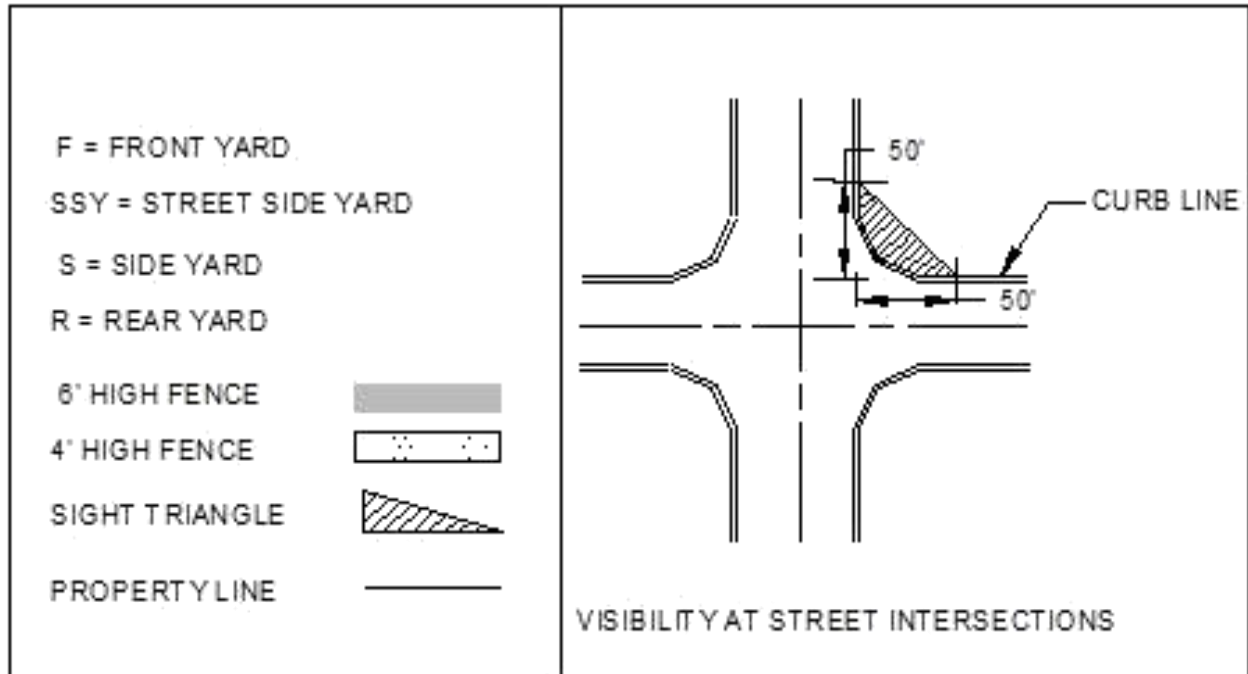 F = FRONT YARD
SSY = STREET SIDE YARD
S = SIDE YARD
R = REAR YARD
6' HIGH FENCE
4' HIGH FENCE
SIGHT TRIANGLE
PROPERTY LINE
50'
CURB LINE
50'
VISIBILITY AT STREET INTERSECTIONS